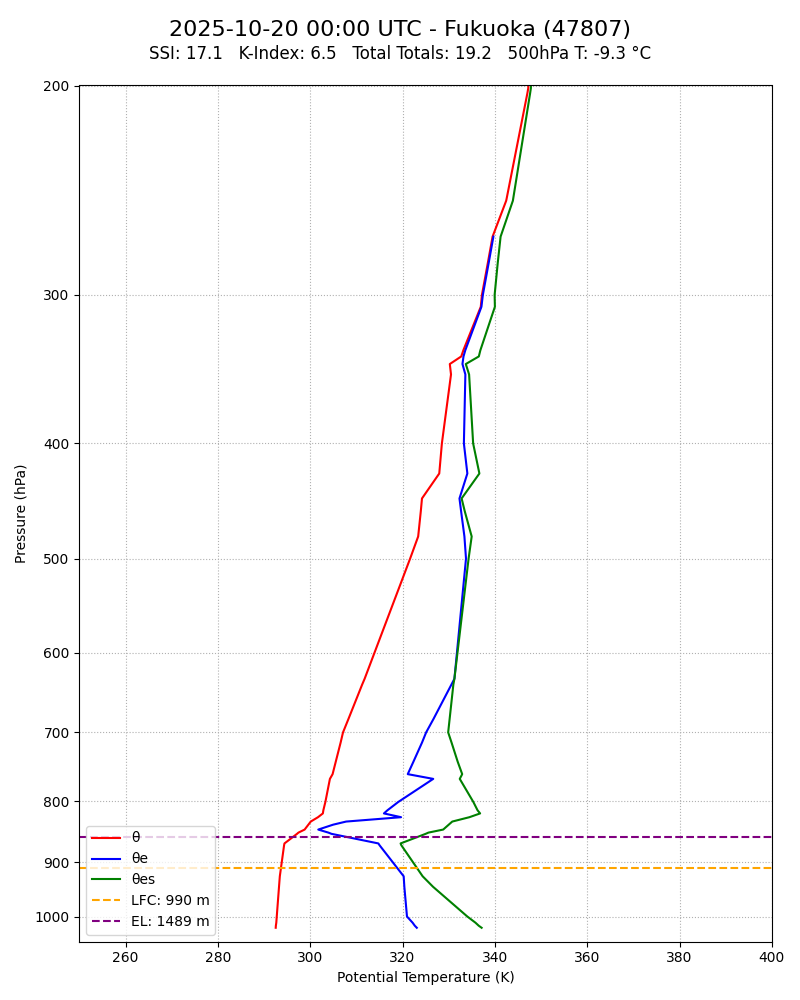 2025-10-20 00:00 UTC - Fukuoka (47807)
SSI: 17.1   K-Index: 6.5   Total Totals: 19.2   500hPa T: -9.3 °C
200
300
400
500
600
700
800
900
1000
Pressure (hPa)
θ
θe
θes
LFC: 990 m
EL: 1489 m
260
280
300
320
340
360
380
400
Potential Temperature (K)